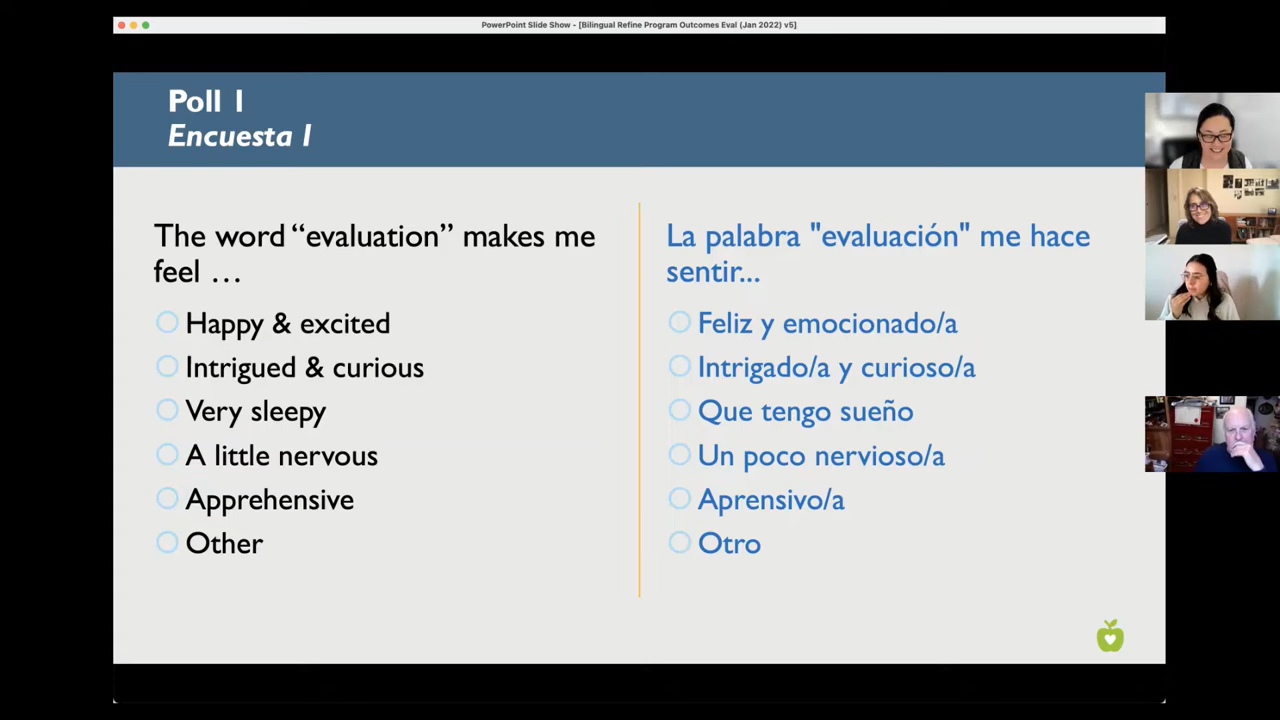 PowerPoint Slide Show - [Bilingual Refine Program Outcomes Eval (Jan 2022) v5]
Poll 1
Encuesta 1
The word “evaluation” makes me
feel …
Happy & excited
Intrigued & curious
Very sleepy
A little nervous
Apprehensive
Other
La palabra "evaluación" me hace
sentir...
Feliz y emocionado/a
Intrigado/a y curioso/a
Que tengo sueño
Un poco nervioso/a
Aprensivo/a
Otro